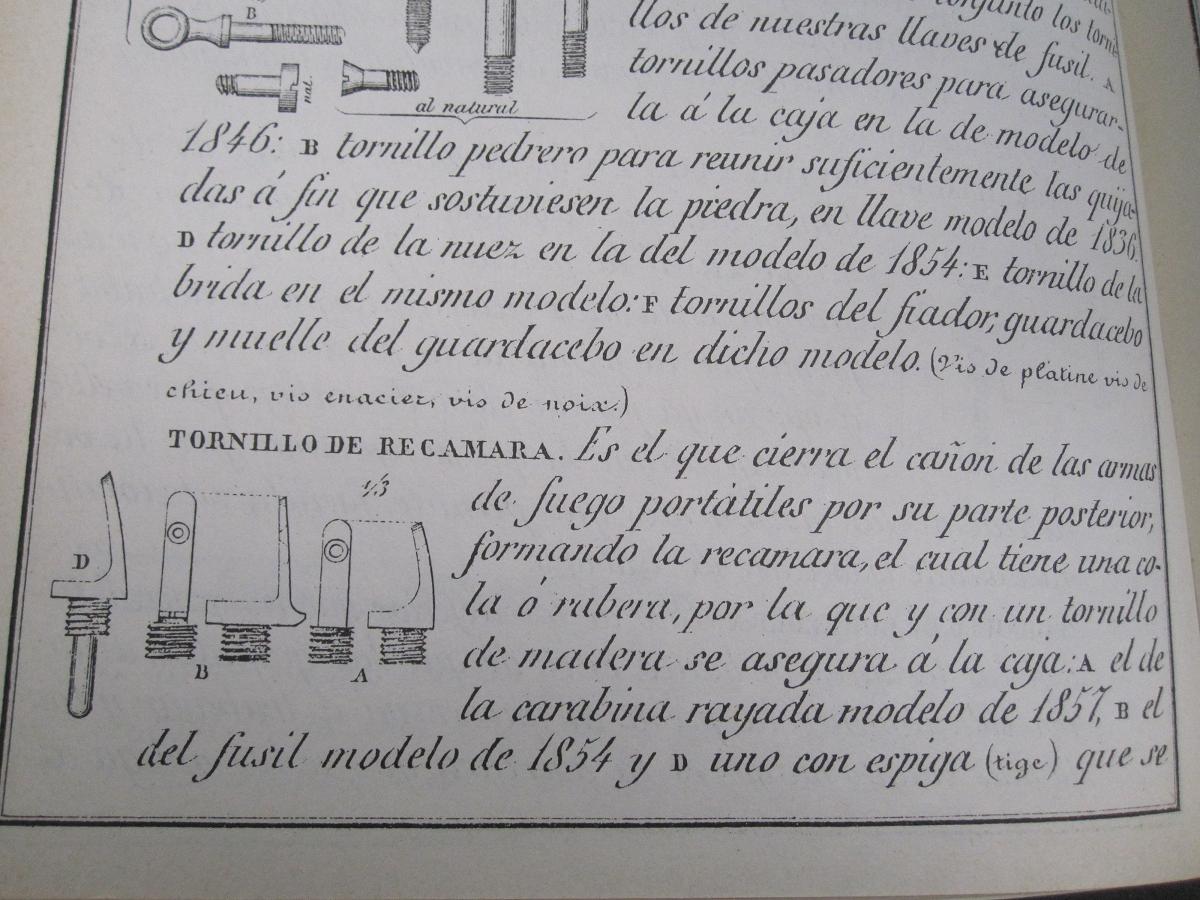 B
los torni
llos de nuestras llaves de fusil. A
tornillos pasadores para asegurar-
nal.
al natural
la á la caja en la de modelo de
1846: B tornillo pedrero para reunir suficientemente las quija-
das á fin que sostuviesen la piedra, en llave modelo de 1836.
D tornillo de la nuez en la del modelo de 1854: E tornillo de la
brida en el mismo modelo: F tornillos del fiador, guardacebo
y muelle del guardacebo en dicho modelo. (Vis de platine vis de
chieu, vis enacier, vis de noix.)
TORNILLO DE RECAMARA. Es el que cierra el cañon de las armas
1/3
de fuego portátiles por su parte posterior,
D
formando la recamara, el cual tiene una co-
la ó rabera, por la que y con un tornillo
de madera se asegura á la caja: A el de
B A
la carabina rayada modelo de 1857, B el
del fusil modelo de 1854 y D uno con espiga (tige) que se